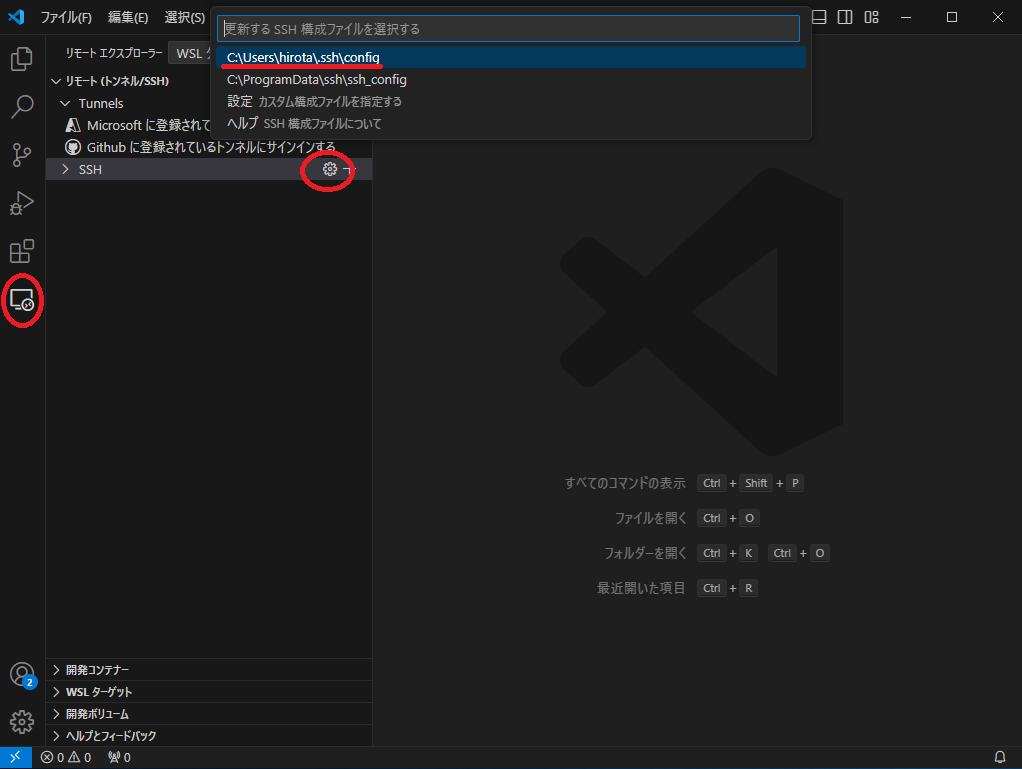 ファイル(F) 編集(E) 選択(S)
更新する SSH 構成ファイルを選択する
C:\Users\hirota\.ssh\config
C:\ProgramData\ssh\ssh_config
設定 カスタム構成ファイルを指定する
ヘルプ SSH 構成ファイルについて
リモート エクスプローラー WSL
リモート (トンネル/SSH)
Tunnels
Microsoft に登録されて
Github に登録されているトンネルにサインインする
SSH
すべてのコマンドの表示 Ctrl + Shift + P
ファイルを開く Ctrl + O
フォルダーを開く Ctrl + K Ctrl + O
最近開いた項目 Ctrl + R
開発コンテナー
WSL ターゲット
開発ボリューム
ヘルプとフィードバック
2
0 0 0